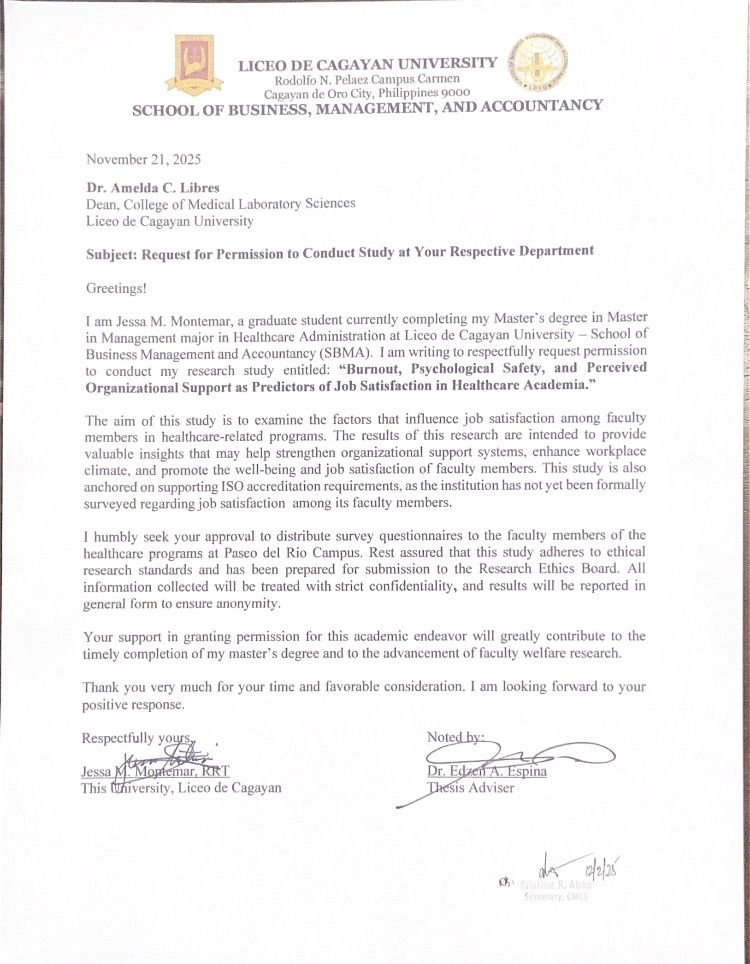 LICEO DE CAGAYAN UNIVERSITY
Rodolfo N. Pelaez Campus Carmen
Cagayan de Oro City, Philippines 9000
SCHOOL OF BUSINESS, MANAGEMENT, AND ACCOUNTANCY
November 21, 2025
Dr. Amelda C. Libres
Dean, College of Medical Laboratory Sciences
Liceo de Cagayan University
Subject: Request for Permission to Conduct Study at Your Respective Department
Greetings!
I am Jessa M. Montemar, a graduate student currently completing my Master's degree in Master
in Management major in Healthcare Administration at Liceo de Cagayan University – School of
Business Management and Accountancy (SBMA). I am writing to respectfully request permission
to conduct my research study entitled: “Burnout, Psychological Safety, and Perceived
Organizational Support as Predictors of Job Satisfaction in Healthcare Academia.”
The aim of this study is to examine the factors that influence job satisfaction among faculty
members in healthcare-related programs. The results of this research are intended to provide
valuable insights that may help strengthen organizational support systems, enhance workplace
climate, and promote the well-being and job satisfaction of faculty members. This study is also
anchored on supporting ISO accreditation requirements, as the institution has not yet been formally
surveyed regarding job satisfaction among its faculty members.
I humbly seek your approval to distribute survey questionnaires to the faculty members of the
healthcare programs at Paseo del Rio Campus. Rest assured that this study adheres to ethical
research standards and has been prepared for submission to the Research Ethics Board. All
information collected will be treated with strict confidentiality, and results will be reported in
general form to ensure anonymity.
Your support in granting permission for this academic endeavor will greatly contribute to the
timely completion of my master's degree and to the advancement of faculty welfare research.
Thank you very much for your time and favorable consideration. I am looking forward to your
positive response.
Respectfully yours,
Jessa M. Montemar, RRT
This University, Liceo de Cagayan
Noted by:
Dr. Edzen A. Espina
Thesis Adviser
12/2/25
Kristine R.
Secretary, CMLS